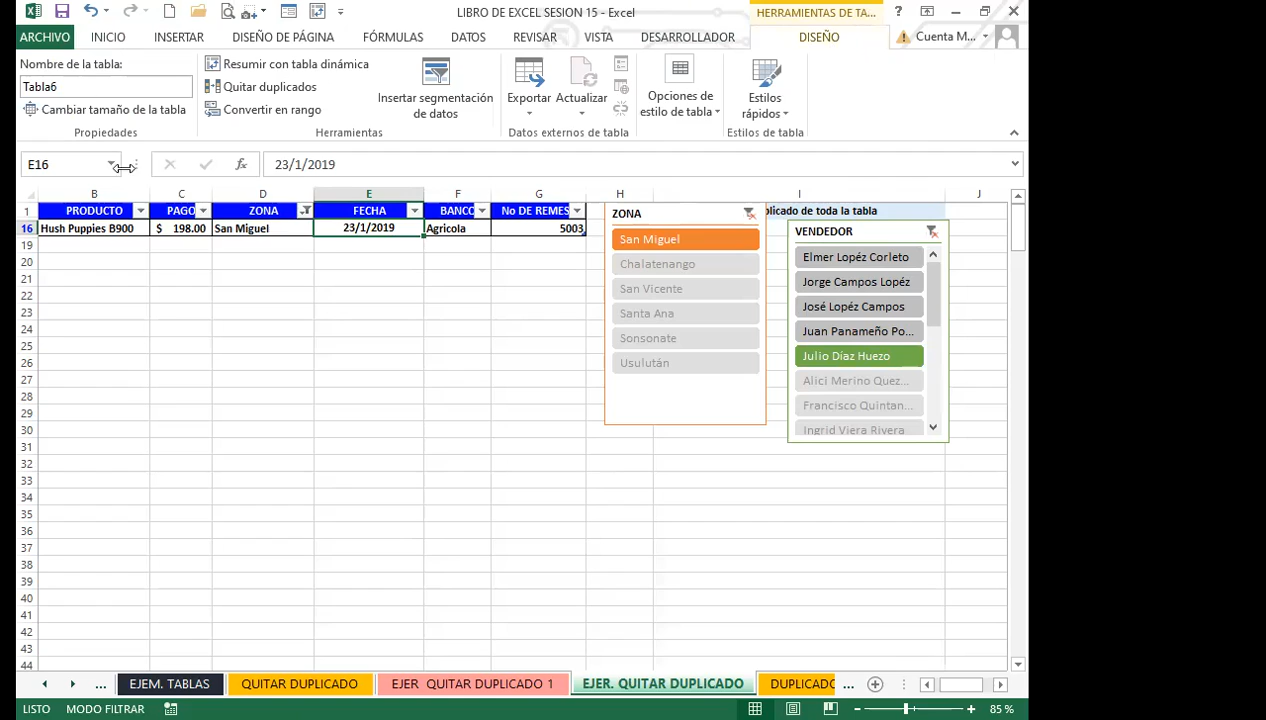 LIBRO DE EXCEL SESION 15 - Excel
HERRAMIENTAS DE TA...
ARCHIVO INICIO INSERTAR DISEÑO DE PÁGINA FÓRMULAS DATOS REVISAR VISTA DESARROLLADOR DISEÑO Cuenta M...
Nombre de la tabla:
Tabla6
Cambiar tamaño de la tabla
Propiedades
Resumir con tabla dinámica
Quitar duplicados
Convertir en rango
Insertar segmentación
de datos
Herramientas
Exportar Actualizar
Datos externos de tabla
Opciones de
estilo de tabla
Estilos
rápidos
Estilos de tabla
E16 fx 23/1/2019
B C D E F G H I J
1 PRODUCTO PAGO ZONA FECHA BANCO No DE REMES plicado de toda la tabla
16 Hush Puppies B900 $ 198.00 San Miguel 23/1/2019 Agricola 5003
19
20
21
22
23
24
25
26
27
28
29
30
31
32
33
34
35
36
37
38
39
40
41
42
43
44
ZONA
San Miguel
Chalatenango
San Vicente
Santa Ana
Sonsonate
Usulután
VENDEDOR
Elmer Lopéz Corleto
Jorge Campos Lopéz
José Lopéz Campos
Juan Panameño Po...
Julio Díaz Huezo
Alici Merino Quez...
Francisco Quintan...
Ingrid Viera Rivera
... EJEM. TABLAS QUITAR DUPLICADO EJER QUITAR DUPLICADO 1 EJER. QUITAR DUPLICADO DUPLICADO ...
LISTO MODO FILTRAR 85 %